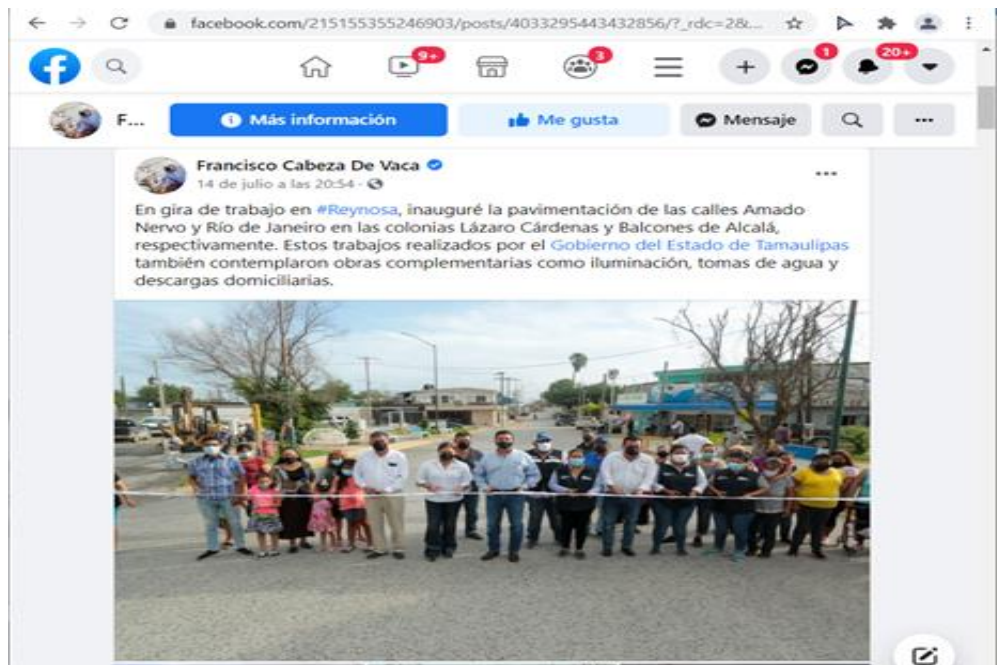 facebook.com/215155355246903/posts/4033295443432856/?_rdc=2&...
9+
3
1
20+
F...
Más información
Me gusta
Mensaje
Francisco Cabeza De Vaca
14 de julio a las 20:54 ·
En gira de trabajo en #Reynosa, inauguré la pavimentación de las calles Amado
Nervo y Río de Janeiro en las colonias Lázaro Cárdenas y Balcones de Alcalá,
respectivamente. Estos trabajos realizados por el Gobierno del Estado de Tamaulipas
también contemplaron obras complementarias como iluminación, tomas de agua y
descargas domiciliarias.